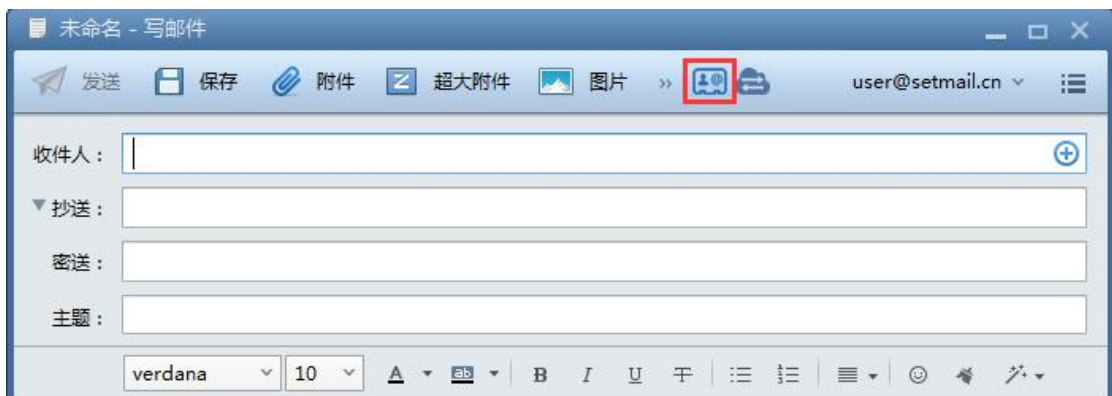 未命名 - 写邮件
发送 保存 附件 超大附件 图片 » user@setmail.cn
收件人：
抄送：
密送：
主题：
verdana 10 A ab B I U T